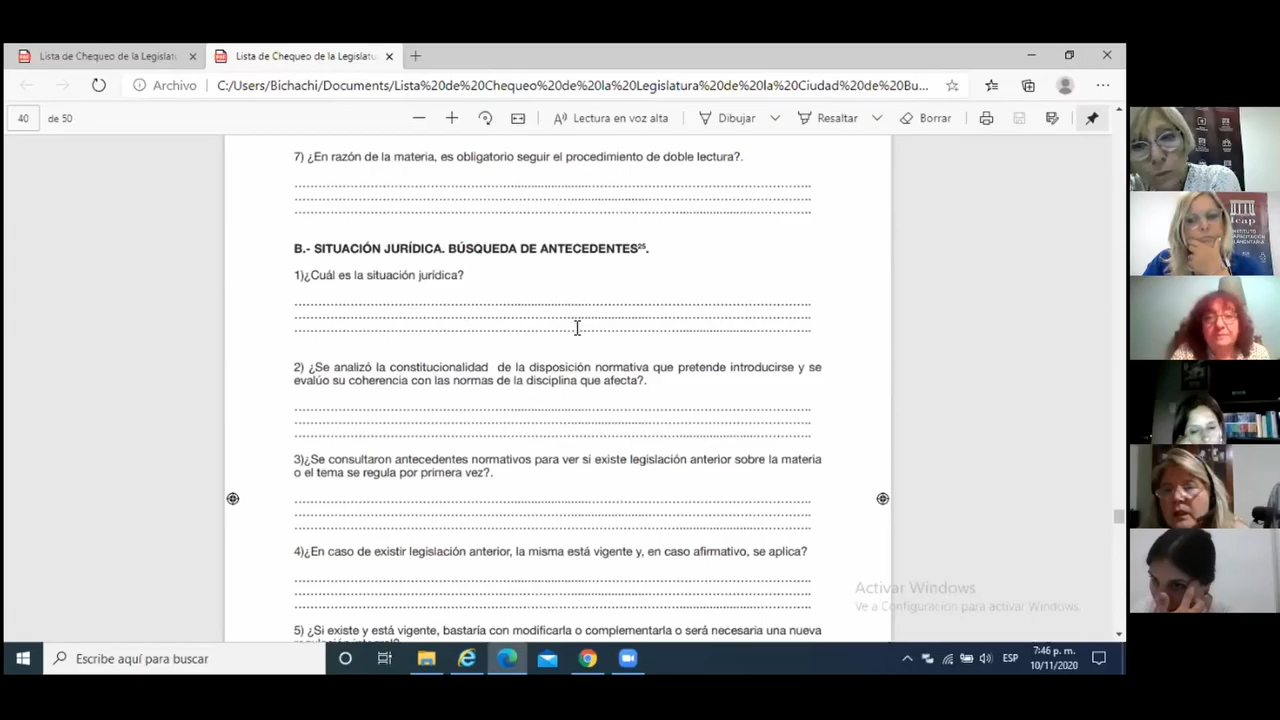 Lista de Chequeo de la Legislatu
Lista de Chequeo de la Legislatu
Archivo
C:/Users/Bichachi/Documents/Lista%20de%20Chequeo%20de%20la%20Legislatura%20de%20la%20Ciudad%20de%20Bu...
40 de 50
Lectura en voz alta
Dibujar
Resaltar
Borrar
7) ¿En razón de la materia, es obligatorio seguir el procedimiento de doble lectura?.
B.- SITUACIÓN JURÍDICA. BÚSQUEDA DE ANTECEDENTES25.
1)¿Cuál es la situación jurídica?
2) ¿Se analizó la constitucionalidad de la disposición normativa que pretende introducirse y se
evalúo su coherencia con las normas de la disciplina que afecta?.
3)¿Se consultaron antecedentes normativos para ver si existe legislación anterior sobre la materia
o el tema se regula por primera vez?.
4)¿En caso de existir legislación anterior, la misma está vigente y, en caso afirmativo, se aplica?
5) ¿Si existe y está vigente, bastaría con modificarla o complementarla o será necesaria una nueva
Activar Windows
Ve a Configuración para activar Windows.
Escribe aquí para buscar
ESP
7:46 p. m.
10/11/2020